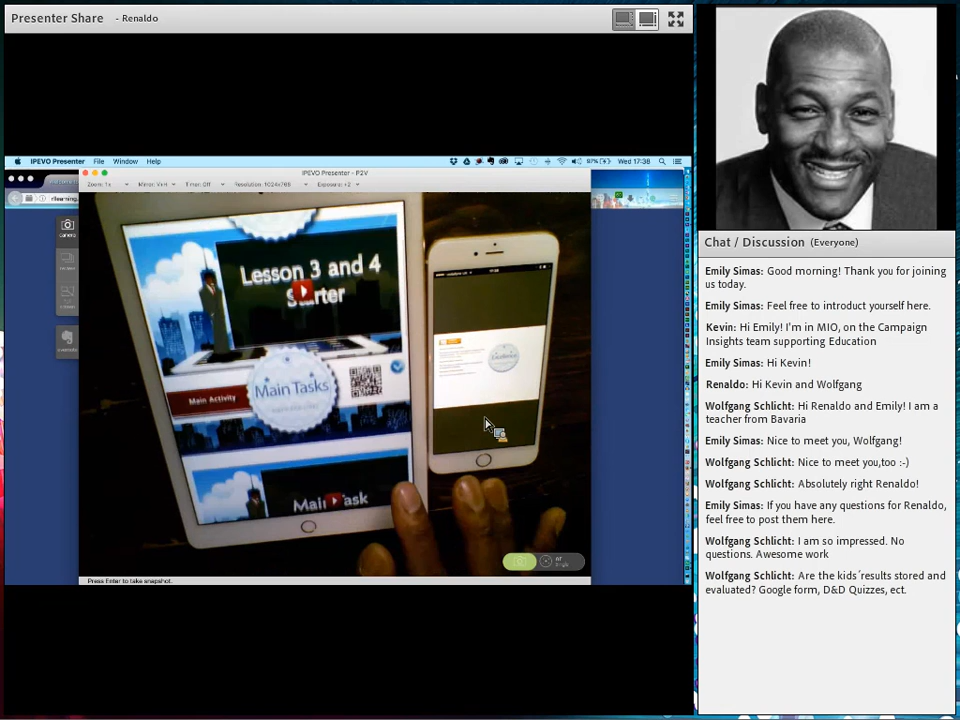 Presenter Share - Renaldo
IPEVO Presenter File Window Help
97% Wed 17:38
IPEVO Presenter - P2V
Zoom: 1x Mirror: V+H Timer: Off Resolution: 1024x768 Exposure: +2
rlearning.
camera
Lesson 3 and 4
Starter
Main Tasks
Main Activity
Main Task
Excellence
Press Enter to take snapshot.
Chat / Discussion (Everyone)
Emily Simas: Good morning! Thank you for joining
us today.
Emily Simas: Feel free to introduce yourself here.
Kevin: Hi Emily! I'm in MIO, on the Campaign
Insights team supporting Education
Emily Simas: Hi Kevin!
Renaldo: Hi Kevin and Wolfgang
Wolfgang Schlicht: Hi Renaldo and Emily! I am a
teacher from Bavaria
Emily Simas: Nice to meet you, Wolfgang!
Wolfgang Schlicht: Nice to meet you,too :-)
Wolfgang Schlicht: Absolutely right Renaldo!
Emily Simas: If you have any questions for Renaldo,
feel free to post them here.
Wolfgang Schlicht: I am so impressed. No
questions. Awesome work
Wolfgang Schlicht: Are the kids´results stored and
evaluated? Google form, D&D Quizzes, ect.